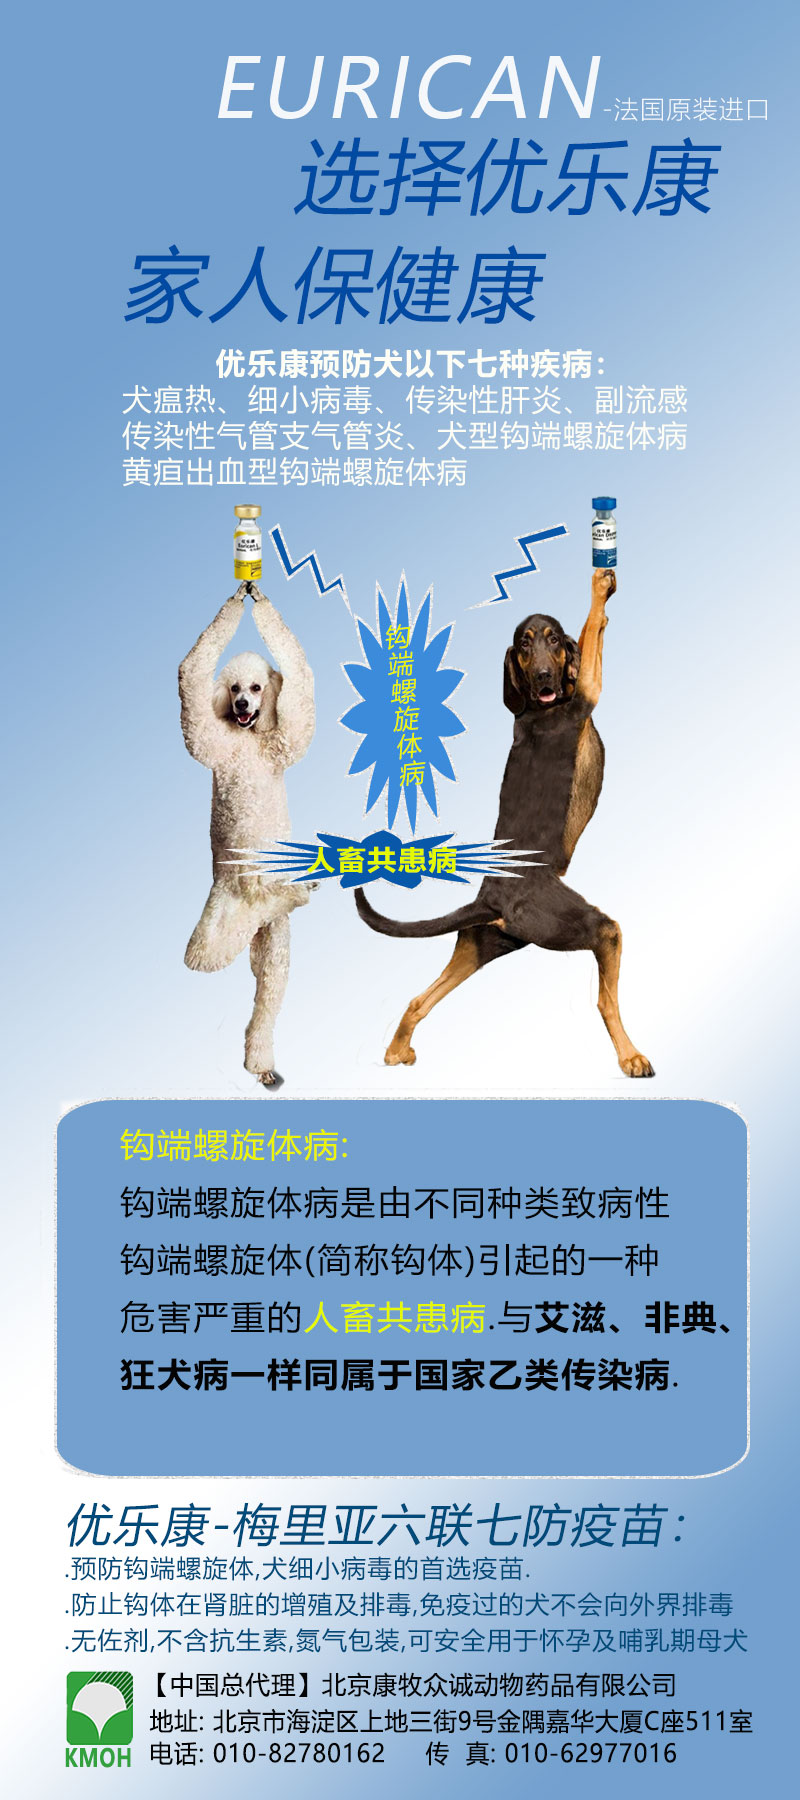 EURICAN-法国原装进口
选择优乐康
家人保健康
优乐康预防犬以下七种疾病：
犬瘟热、细小病毒、传染性肝炎、副流感
传染性气管支气管炎、犬型钩端螺旋体病
黄疸出血型钩端螺旋体病
优乐康
Eurican L
钩端螺旋体病
人畜共患病
钩端螺旋体病:
钩端螺旋体病是由不同种类致病性
钩端螺旋体(简称钩体)引起的一种
危害严重的人畜共患病.与艾滋、非典、
狂犬病一样同属于国家乙类传染病.
优乐康-梅里亚六联七防疫苗：
.预防钩端螺旋体,犬细小病毒的首选疫苗.
.防止钩体在肾脏的增殖及排毒,免疫过的犬不会向外界排毒
.无佐剂,不含抗生素,氮气包装,可安全用于怀孕及哺乳期母犬
【中国总代理】北京康牧众诚动物药品有限公司
地址: 北京市海淀区上地三街9号金隅嘉华大厦C座511室
KMOH
电话: 010-82780162 传 真: 010-62977016